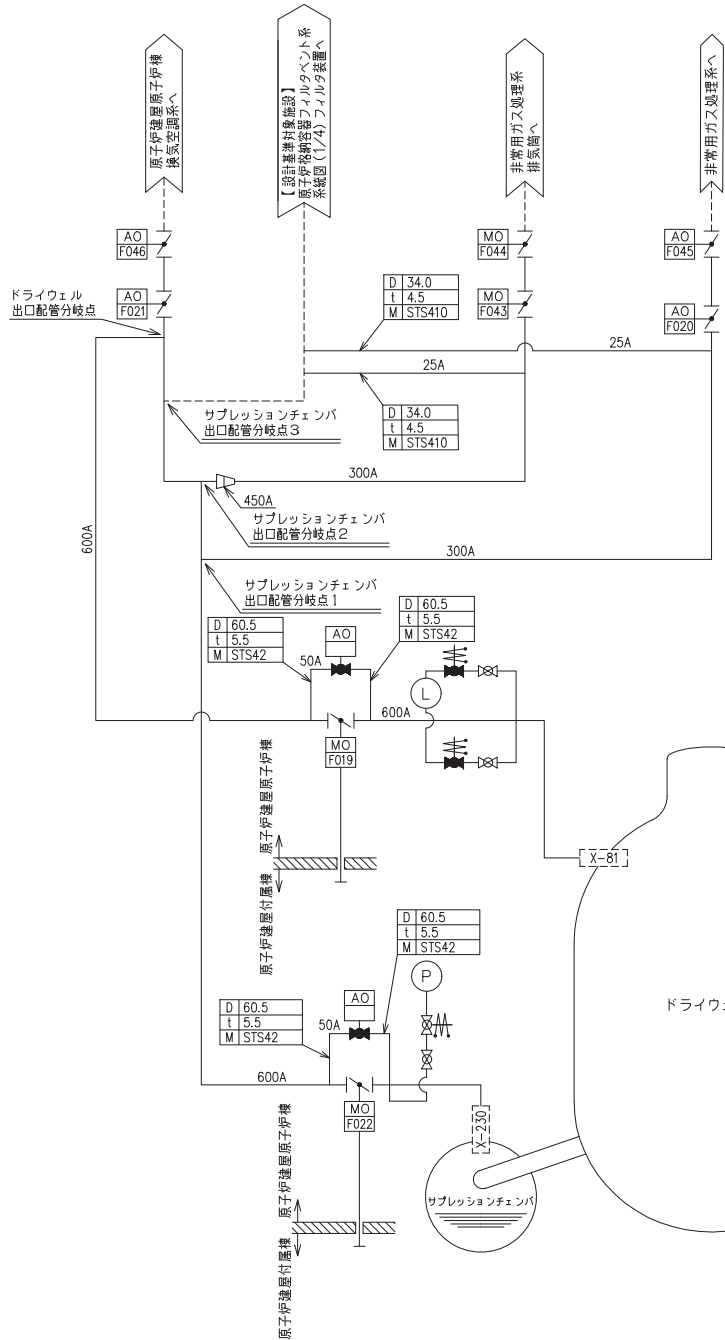 原子炉建屋原子炉棟
換気空調系へ
【設計基準対象施設】
原子炉格納容器フィルタベント系
系統図(1/4)フィルタ装置へ
非常用ガス処理系
排気筒へ
非常用ガス処理系へ
AO
F046
MO
F044
AO
F045
AO
F021
MO
F043
AO
F020
ドライウェル
出口配管分岐点
D 34.0
t 4.5
M STS410
25A
25A
D 34.0
t 4.5
M STS410
サプレッションチェンバ
出口配管分岐点3
300A
450A
サプレッションチェンバ
出口配管分岐点2
600A
300A
サプレッションチェンバ
出口配管分岐点1
D 60.5
t 5.5
M STS42
D 60.5
t 5.5
M STS42
AO
50A
L
600A
MO
F019
原子炉建屋原子炉棟
原子炉建屋付属棟
X-81
D 60.5
t 5.5
M STS42
P
ドライウェ
D 60.5
t 5.5
M STS42
AO
50A
600A
MO
F022
X-230
サプレッションチェンバ
原子炉建屋原子炉棟
原子炉建屋付属棟